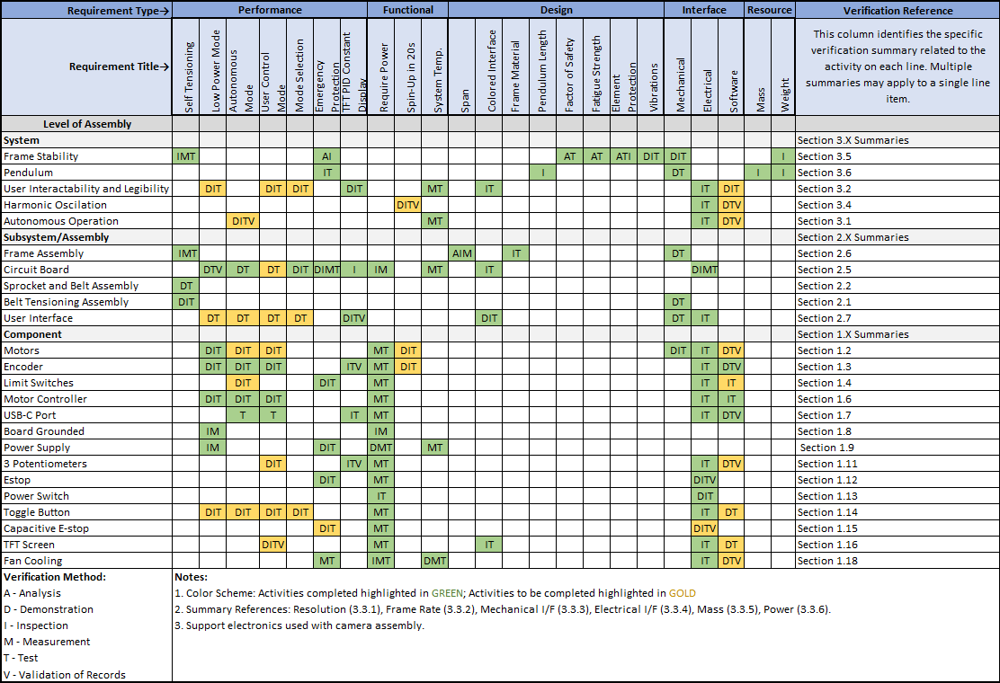 Requirement Type→ Performance Functional Design Interface Resource Verification Reference
Requirement Title→ Self Tensioning Low Power Mode Autonomous Mode User Control Mode Mode Selection Emergency Protection TFT PID Constant Display Require Power Spin-Up in 20s System Temp. Span Colored Interface Frame Material Pendulum Length Factor of Safety Fatigue Strength Element Protection Vibrations Mechanical Electrical Software Mass Weight
This column identifies the specific
verification summary related to the
activity on each line. Multiple
summaries may apply to a single line
item.
Level of Assembly
System Section 3.X Summaries
Frame Stability IMT AI AT AT ATI DIT DIT I Section 3.5
Pendulum IT I DT I I Section 3.6
User Interactability and Legibility DIT DIT DIT DIT MT IT IT DIT Section 3.2
Harmonic Oscilation DITV IT DTV Section 3.4
Autonomous Operation DITV MT IT DTV Section 3.1
Subsystem/Assembly Section 2.X Summaries
Frame Assembly IMT AIM IT DT Section 2.6
Circuit Board DTV DT DT DIT DIMT I IM MT IT DIMT Section 2.5
Sprocket and Belt Assembly DT Section 2.2
Belt Tensioning Assembly DIT DT Section 2.1
User Interface DT DT DT DT DITV DIT DT IT Section 2.7
Component Section 1.X Summaries
Motors DIT DIT DIT MT DIT DIT IT DTV Section 1.2
Encoder DIT DIT DIT ITV MT DIT IT DTV Section 1.3
Limit Switches DIT DIT MT IT IT Section 1.4
Motor Controller DIT DIT DIT MT IT IT Section 1.6
USB-C Port T T IT MT IT DTV Section 1.7
Board Grounded IM IM Section 1.8
Power Supply IM DIT DMT MT Section 1.9
3 Potentiometers DIT ITV MT IT DTV Section 1.11
Estop DIT MT DITV Section 1.12
Power Switch IT DIT Section 1.13
Toggle Button DIT DIT DIT DIT MT IT DT Section 1.14
Capacitive E-stop DIT MT DITV Section 1.15
TFT Screen DITV MT IT IT DT Section 1.16
Fan Cooling MT IMT DMT IT DTV Section 1.18
Verification Method:
A - Analysis
D - Demonstration
I - Inspection
M - Measurement
T - Test
V - Validation of Records
Notes:
1. Color Scheme: Activities completed highlighted in GREEN; Activities to be completed highlighted in GOLD
2. Summary References: Resolution (3.3.1), Frame Rate (3.3.2), Mechanical I/F (3.3.3), Electrical I/F (3.3.4), Mass (3.3.5), Power (3.3.6).
3. Support electronics used with camera assembly.